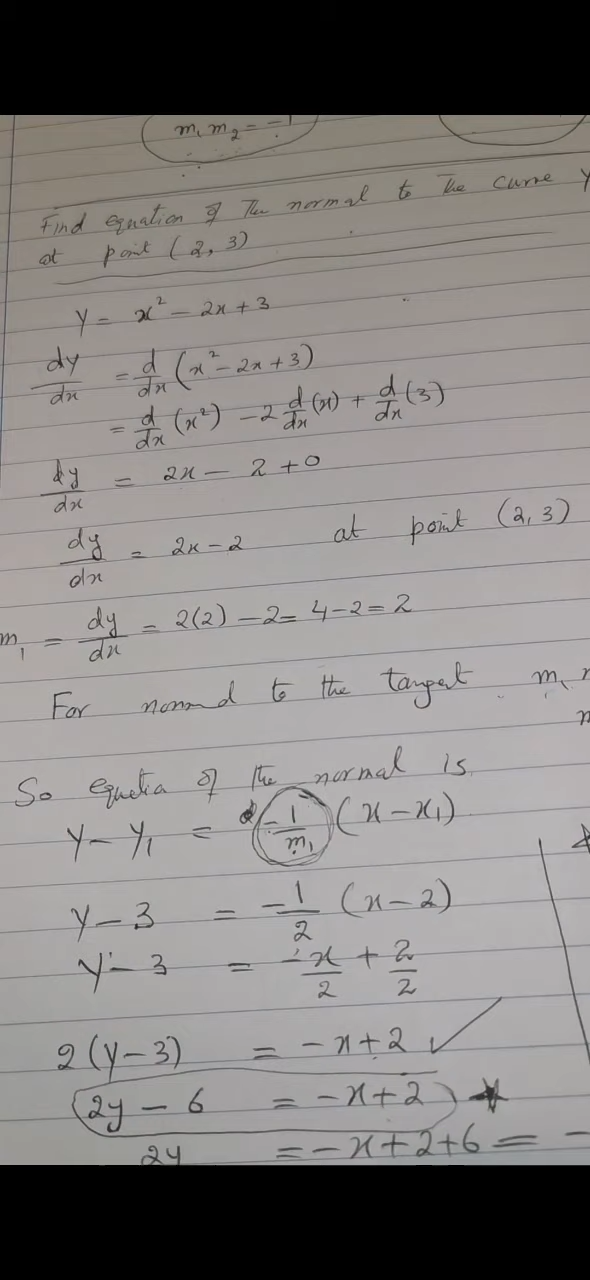 m₁ m₂ = -1
Find equation of The normal to The curve y
at point (2, 3)
y = x² - 2x + 3
dy/dx = d/dx (x² - 2x + 3)
= d/dx (x²) - 2 d/dx (x) + d/dx (3)
dy/dx = 2x - 2 + 0
dy/dx = 2x - 2 at point (2, 3)
m₁ = dy/dx = 2(2) - 2 = 4 - 2 = 2
For normal to the tangent m₁
So equation of the normal is
y - y₁ = -1/m₁ (x - x₁)
y - 3 = -1/2 (x - 2)
y - 3 = -x/2 + 2/2
2(y - 3) = -x + 2 ✓
2y - 6 = -x + 2
2y = -x + 2 + 6 = -